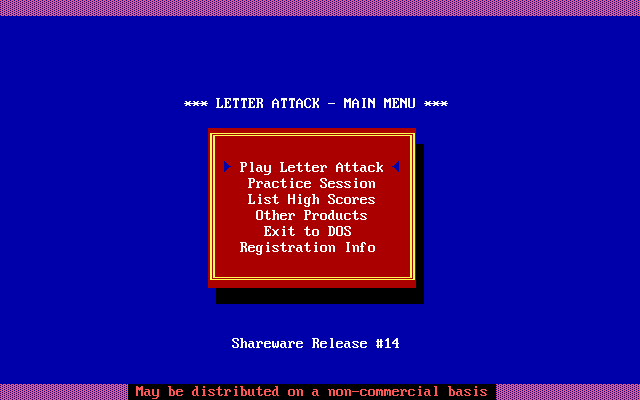 *** LETTER ATTACK - MAIN MENU ***
Play Letter Attack
Practice Session
List High Scores
Other Products
Exit to DOS
Registration Info
Shareware Release #14
May be distributed on a non-commercial basis